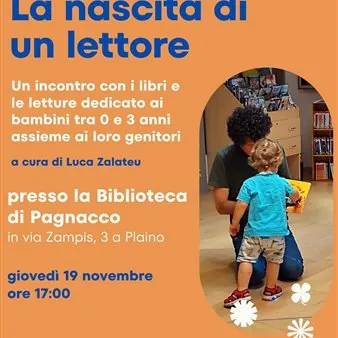 La nascita di
un lettore
Un incontro con i libri e
le letture dedicato ai
bambini tra 0 e 3 anni
assieme ai loro genitori
a cura di Luca Zalateu
presso la Biblioteca
di Pagnacco
in via Zampis, 3 a Plaino
giovedì 19 novembre
ore 17:00